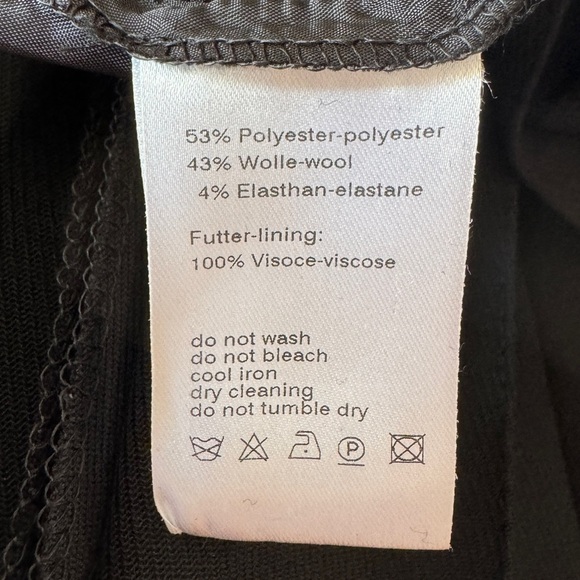 53% Polyester-polyester
43% Wolle-wool
4% Elasthan-elastane
Futter-lining:
100% Visoce-viscose
do not wash
do not bleach
cool iron
dry cleaning
do not tumble dry
P